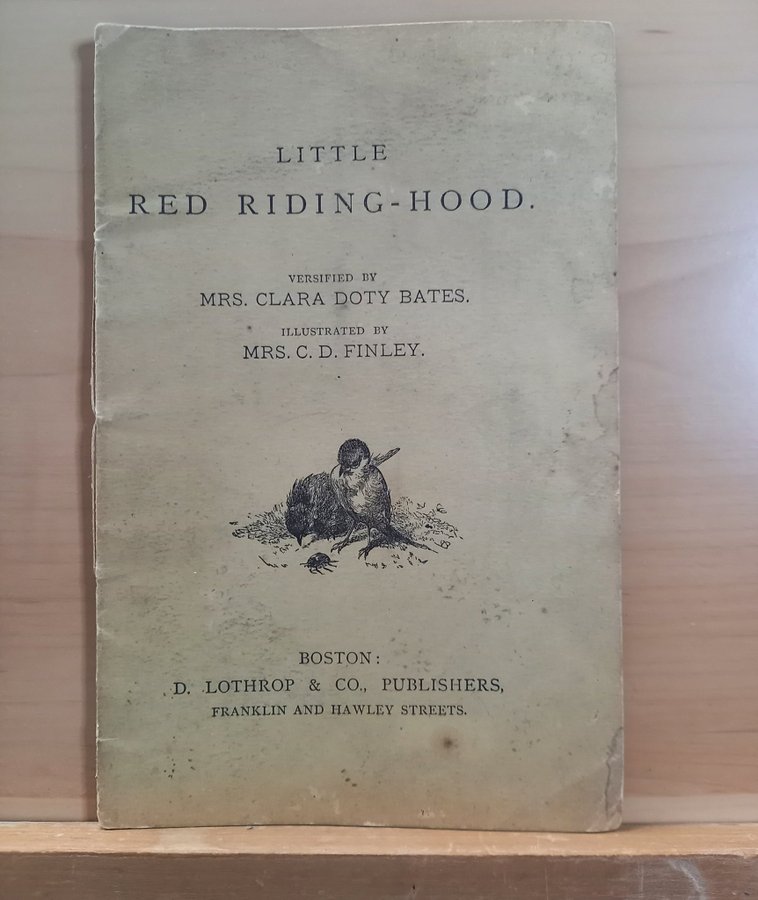 LITTLE
RED RIDING-HOOD.
VERSIFIED BY
MRS. CLARA DOTY BATES.
ILLUSTRATED BY
MRS. C. D. FINLEY.
BOSTON:
D. LOTHROP & CO., PUBLISHERS,
FRANKLIN AND HAWLEY STREETS.